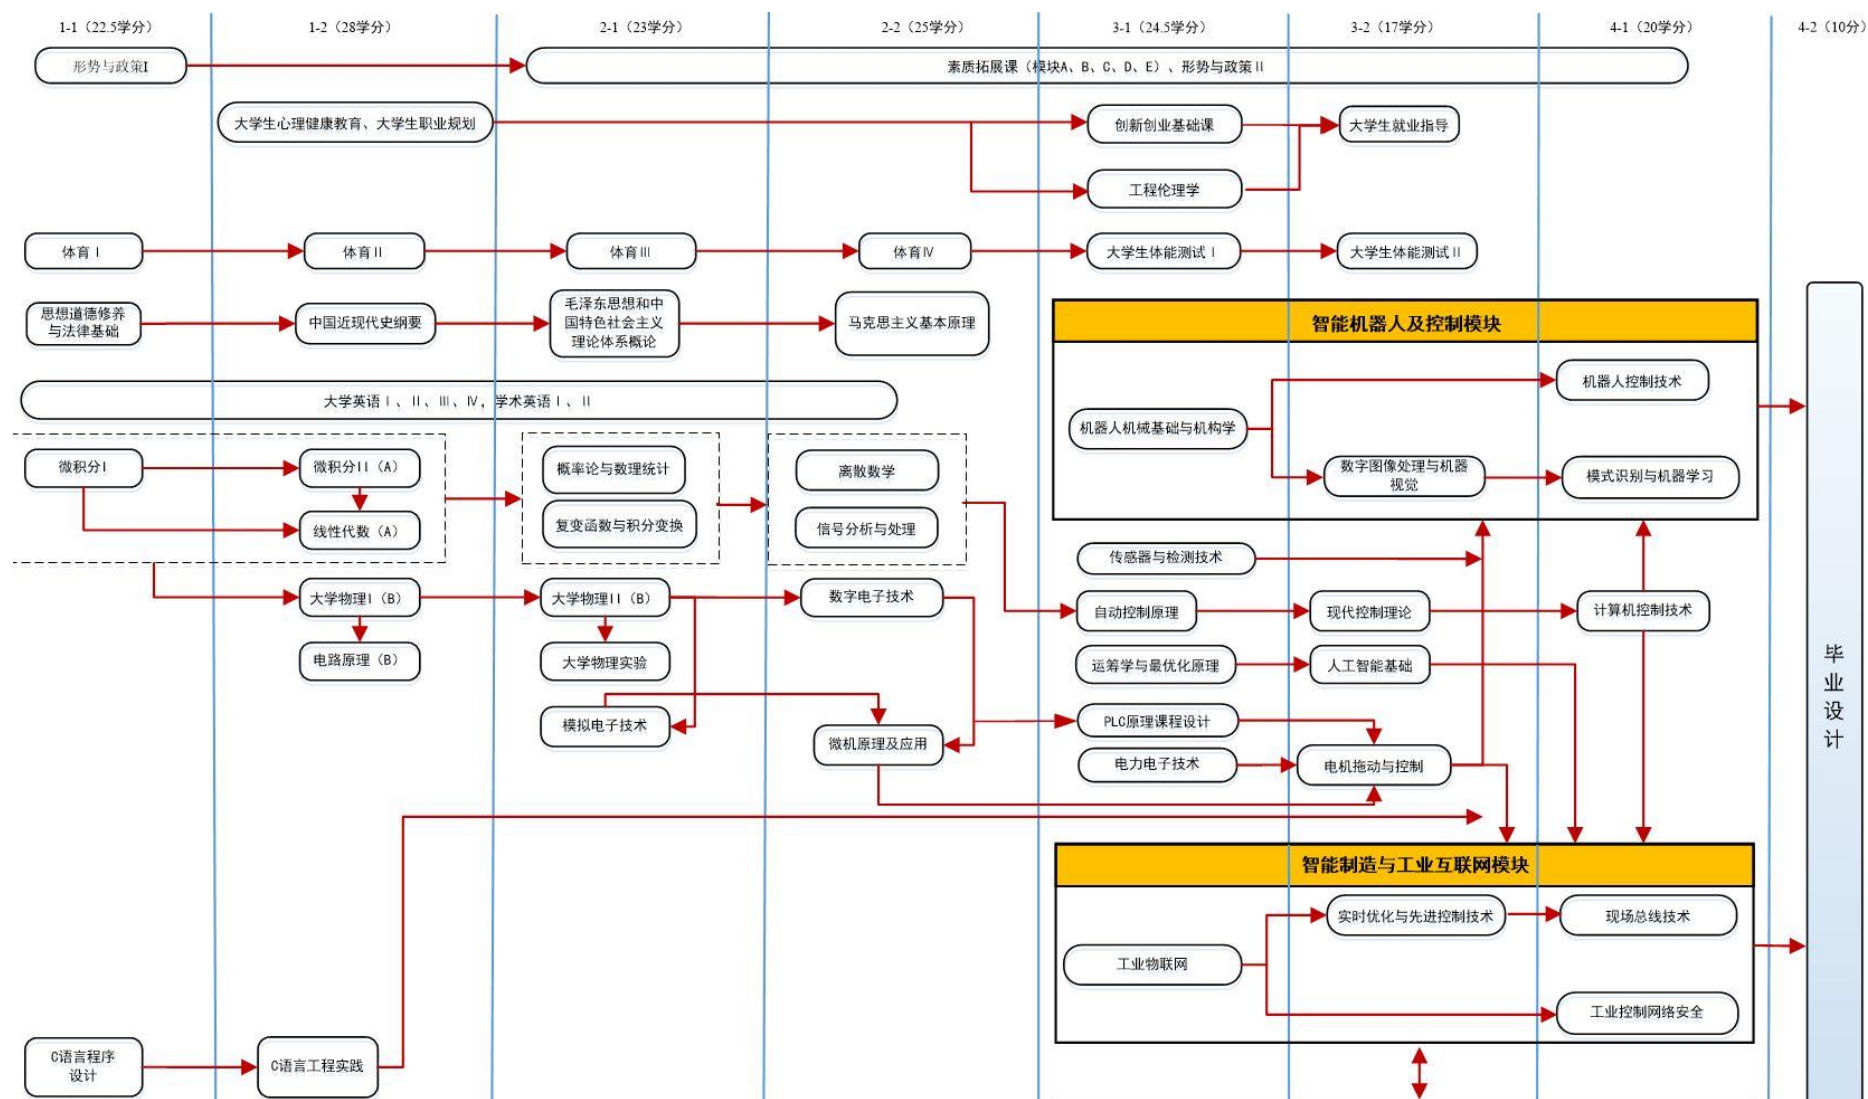 1-1（22.5学分）
1-2（28学分）
2-1（23学分）
2-2（25学分）
3-1（24.5学分）
3-2（17学分）
4-1（20学分）
4-2（10分）
形势与政策I
素质拓展课（模块A、B、C、D、E）、形势与政策II
大学生心理健康教育、大学生职业规划
创新创业基础课
大学生就业指导
工程伦理学
体育I
体育II
体育III
体育IV
大学生体能测试I
大学生体能测试II
思想道德修养
与法律基础
中国近现代史纲要
毛泽东思想和中
国特色社会主义
理论体系概论
马克思主义基本原理
大学英语I、II、III、IV，学术英语I、II
微积分I
微积分II（A）
线性代数（A）
概率论与数理统计
复变函数与积分变换
离散数学
信号分析与处理
大学物理I（B）
电路原理（B）
大学物理II（B）
大学物理实验
模拟电子技术
数字电子技术
微机原理及应用
智能机器人及控制模块
机器人机械基础与机构学
机器人控制技术
数字图像处理与机器
视觉
模式识别与机器学习
传感器与检测技术
自动控制原理
现代控制理论
计算机控制技术
运筹学与最优化原理
人工智能基础
PLC原理课程设计
电力电子技术
电机拖动与控制
智能制造与工业互联网模块
工业物联网
实时优化与先进控制技术
现场总线技术
工业控制网络安全
C语言程序
设计
C语言工程实践
毕
业
设
计